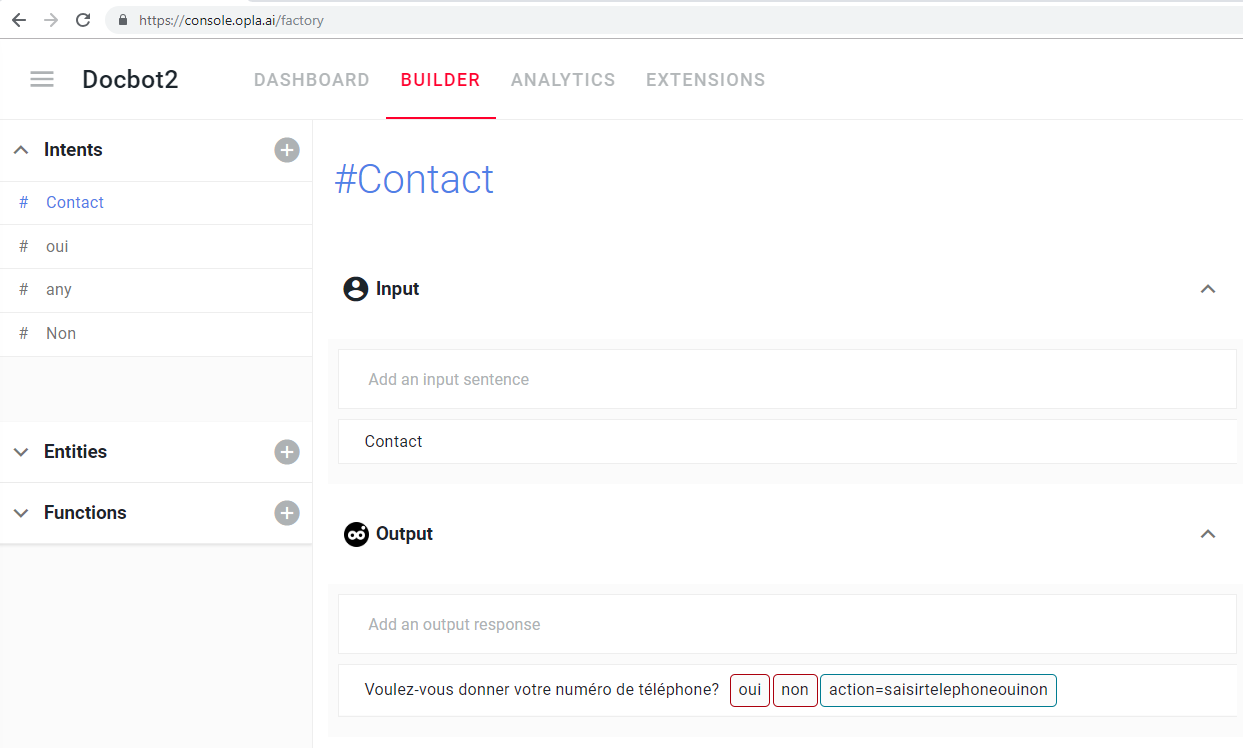 https://console.opla.ai/factory
Docbot2 DASHBOARD BUILDER ANALYTICS EXTENSIONS
Intents
# Contact
# oui
# any
# Non
Entities
Functions
#Contact
Input
Add an input sentence
Contact
Output
Add an output response
Voulez-vous donner votre numéro de téléphone? oui non action=saisirtelephoneouinon